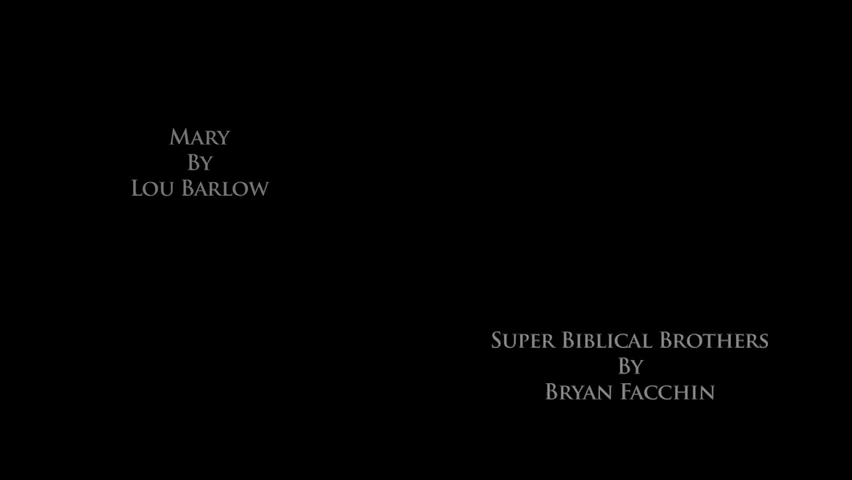 Mary
By
Lou Barlow
Super Biblical Brothers
By
Bryan Facchin